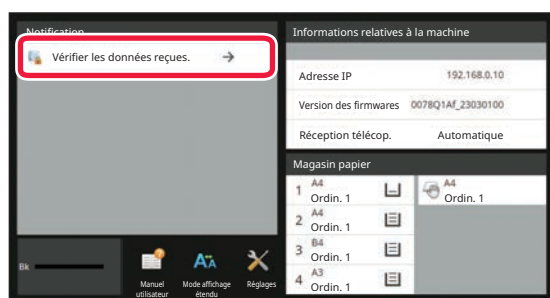 Notification
Vérifier les données reçues.
Bk
Manuel utilisateur
Mode affichage étendu
Réglages
Informations relatives à la machine
Adresse IP 192.168.0.10
Version des firmwares 0078Q1Af_23030100
Réception télécop. Automatique
Magasin papier
1 A4
Ordin. 1
2 A4
Ordin. 1
3 B4
Ordin. 1
4 A3
Ordin. 1
A4
Ordin. 1